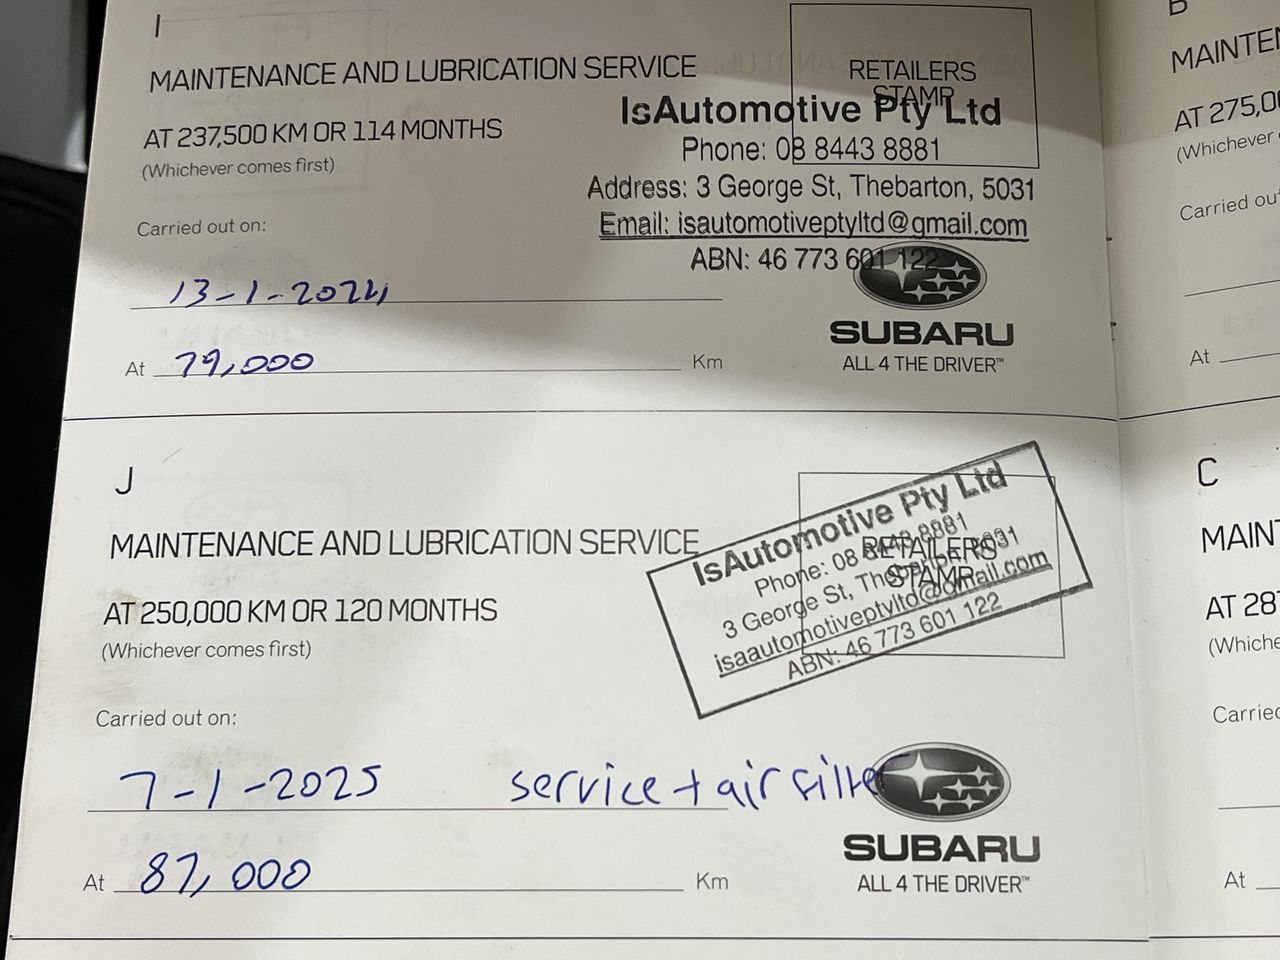 I
MAINTENANCE AND LUBRICATION SERVICE
AT 237,500 KM OR 114 MONTHS
(Whichever comes first)
RETAILERS
STAMP
IsAutomotive Pty Ltd
Phone: 08 8443 8881
Address: 3 George St, Thebarton, 5031
Email: isautomotiveptyltd@gmail.com
ABN: 46 773 601 122
Carried out on:
13-1-2024
At 79,000 Km
SUBARU
ALL 4 THE DRIVER™
J
MAINTENANCE AND LUBRICATION SERVICE
AT 250,000 KM OR 120 MONTHS
(Whichever comes first)
RETAILERS
STAMP
IsAutomotive Pty Ltd
Phone: 08 8443 8881
3 George St, Thebarton, 5031
isaautomotiveptyltd@gmail.com
ABN: 46 773 601 122
Carried out on:
7-1-2025 service + air filter
At 87,000 Km
SUBARU
ALL 4 THE DRIVER™
B
AT 275,0
(Whichever
Carried
At
C
MAIN
AT 28
(Whiche
Carried
At